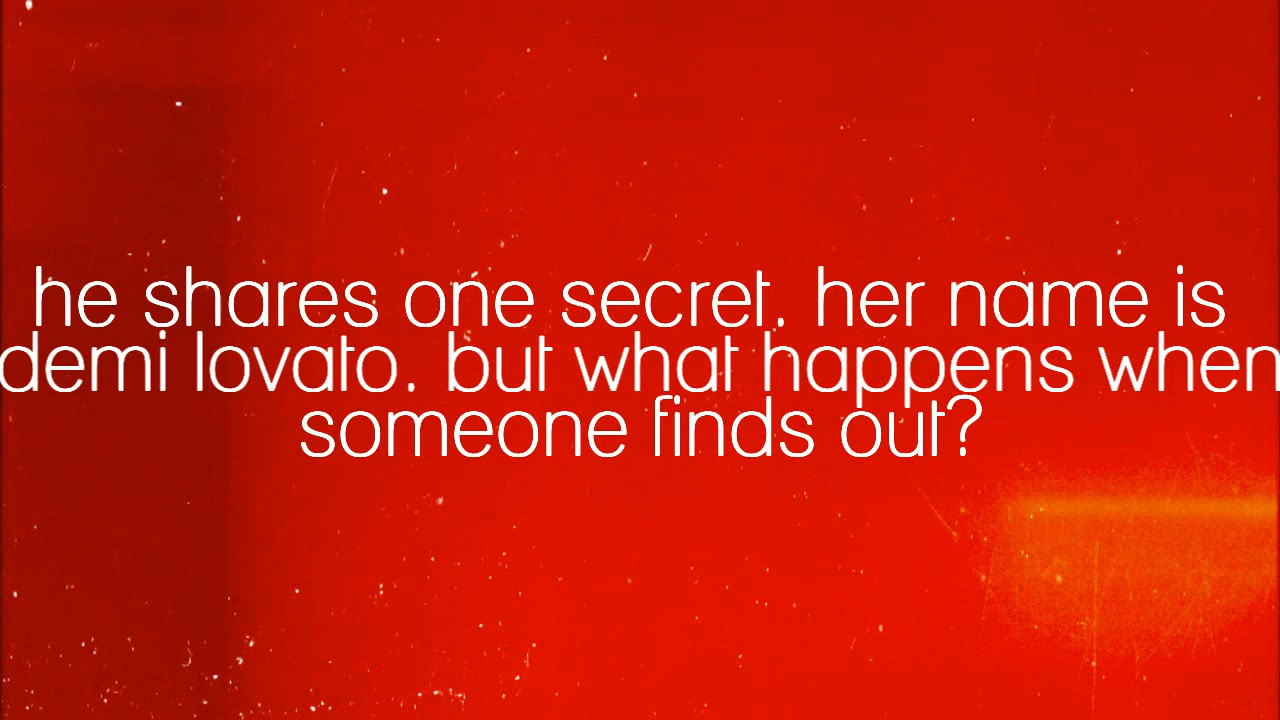 he shares one secret. her name is
demi lovato. but what happens when
someone finds out?